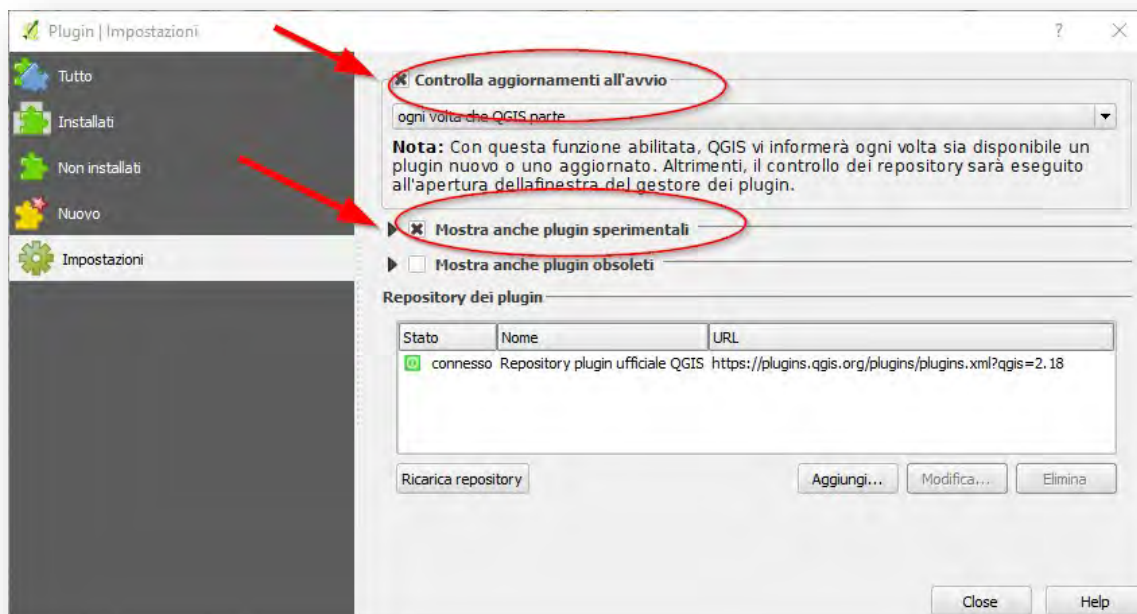 Plugin | Impostazioni
?
Tutto
Installati
Non installati
Nuovo
Impostazioni
Controlla aggiornamenti all'avvio
ogni volta che QGIS parte
Nota: Con questa funzione abilitata, QGIS vi informerà ogni volta sia disponibile un
plugin nuovo o uno aggiornato. Altrimenti, il controllo dei repository sarà eseguito
all'apertura dellafinestra del gestore dei plugin.
Mostra anche plugin sperimentali
Mostra anche plugin obsoleti
Repository dei plugin
Stato Nome URL
connesso Repository plugin ufficiale QGIS https://plugins.qgis.org/plugins/plugins.xml?qgis=2.18
Ricarica repository Aggiungi... Modifica... Elimina
Close Help